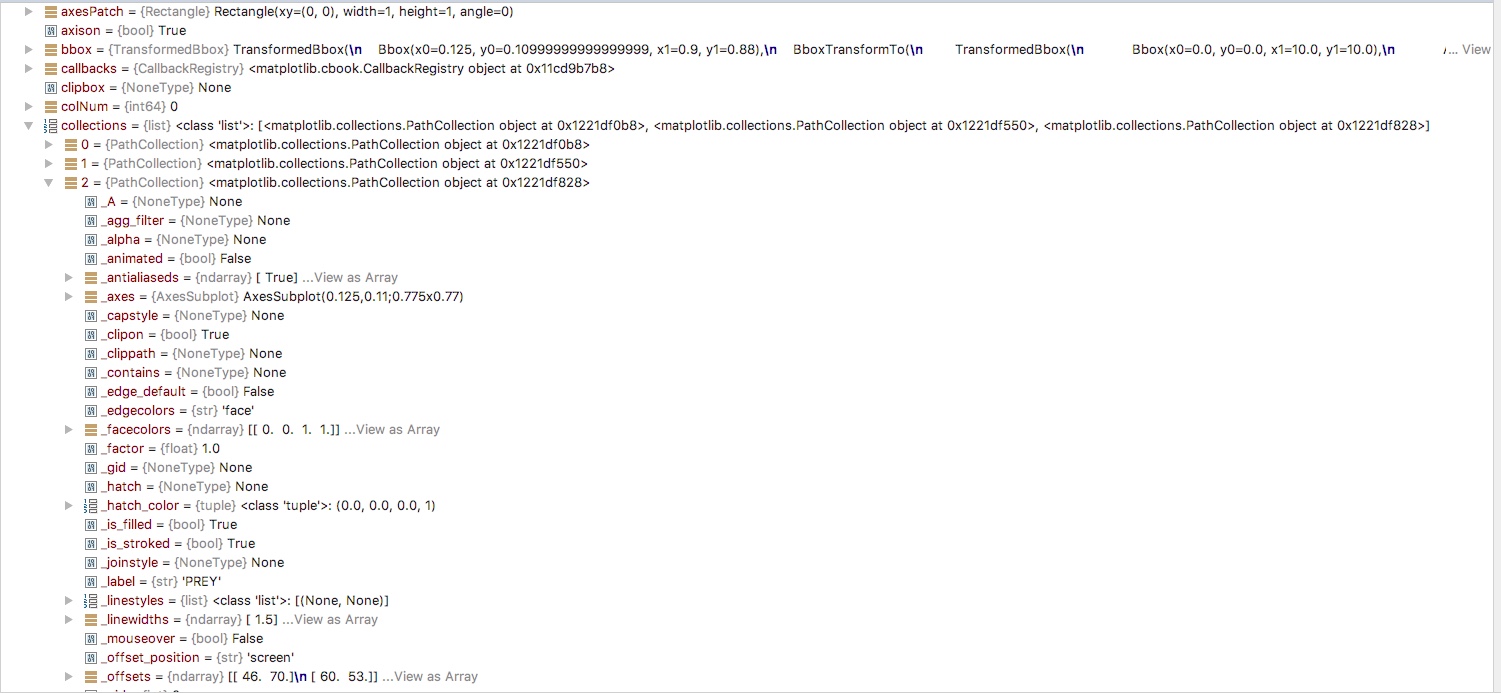 axesPatch = {Rectangle} Rectangle(xy=(0, 0), width=1, height=1, angle=0)
axison = {bool} True
bbox = {TransformedBbox} TransformedBbox(\n    Bbox(x0=0.125, y0=0.10999999999999999, x1=0.9, y1=0.88),\n    BboxTransformTo(\n        TransformedBbox(\n            Bbox(x0=0.0, y0=0.0, x1=10.0, y1=10.0),\n            /... View
callbacks = {CallbackRegistry} <matplotlib.cbook.CallbackRegistry object at 0x11cd9b7b8>
clipbox = {NoneType} None
colNum = {int64} 0
collections = {list} <class 'list'>: [<matplotlib.collections.PathCollection object at 0x1221df0b8>, <matplotlib.collections.PathCollection object at 0x1221df550>, <matplotlib.collections.PathCollection object at 0x1221df828>]
0 = {PathCollection} <matplotlib.collections.PathCollection object at 0x1221df0b8>
1 = {PathCollection} <matplotlib.collections.PathCollection object at 0x1221df550>
2 = {PathCollection} <matplotlib.collections.PathCollection object at 0x1221df828>
_A = {NoneType} None
_agg_filter = {NoneType} None
_alpha = {NoneType} None
_animated = {bool} False
_antialiaseds = {ndarray} [ True] ...View as Array
_axes = {AxesSubplot} AxesSubplot(0.125,0.11;0.775x0.77)
_capstyle = {NoneType} None
_clipon = {bool} True
_clippath = {NoneType} None
_contains = {NoneType} None
_edge_default = {bool} False
_edgecolors = {str} 'face'
_facecolors = {ndarray} [[ 0.  0.  1.  1.]] ...View as Array
_factor = {float} 1.0
_gid = {NoneType} None
_hatch = {NoneType} None
_hatch_color = {tuple} <class 'tuple'>: (0.0, 0.0, 0.0, 1)
_is_filled = {bool} True
_is_stroked = {bool} True
_joinstyle = {NoneType} None
_label = {str} 'PREY'
_linestyles = {list} <class 'list'>: [(None, None)]
_linewidths = {ndarray} [ 1.5] ...View as Array
_mouseover = {bool} False
_offset_position = {str} 'screen'
_offsets = {ndarray} [[ 46.  70.]\n [ 60.  53.]] ...View as Array